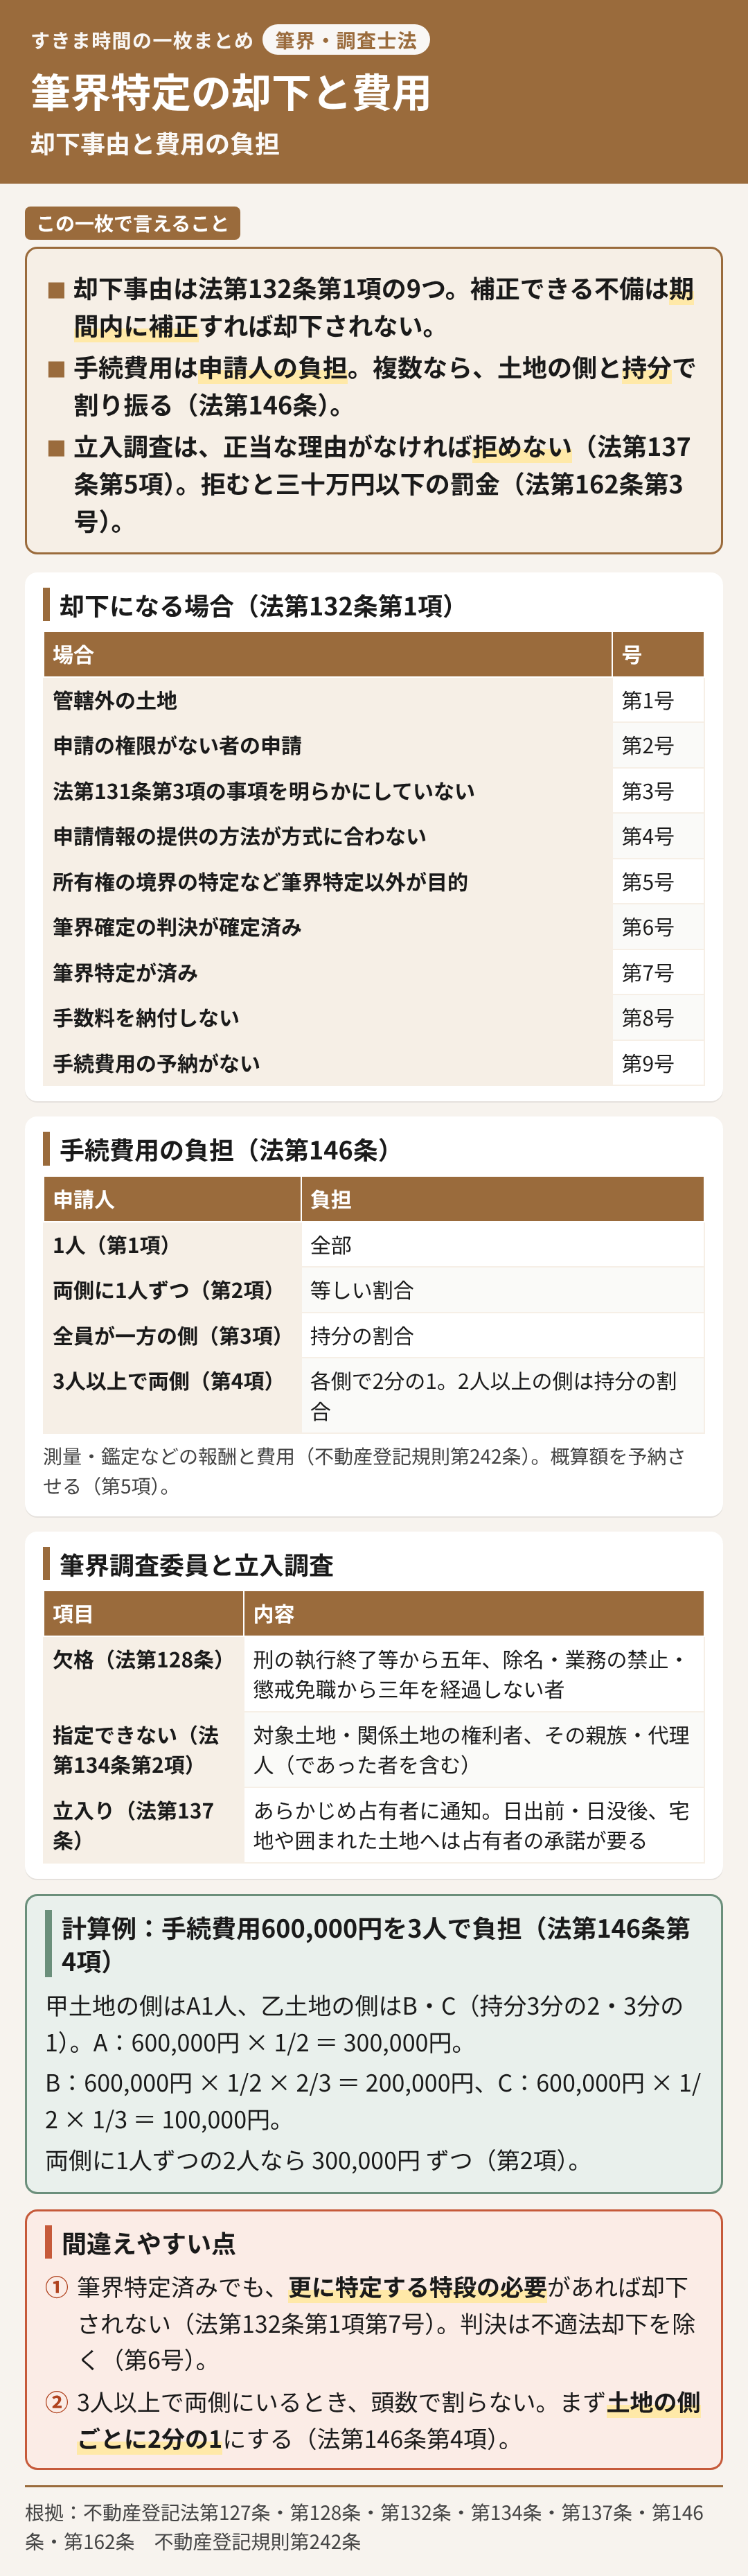 すきま時間の一枚まとめ 筆界・調査士法
筆界特定の却下と費用
却下事由と費用の負担
この一枚で言えること
■ 却下事由は法第132条第1項の9つ。補正できる不備は期
間内に補正すれば却下されない。
■ 手続費用は申請人の負担。複数なら、土地の側と持分で
割り振る（法第146条）。
■ 立入調査は、正当な理由がなければ拒めない（法第137
条第5項）。拒むと三十万円以下の罰金（法第162条第3
号）。
却下になる場合（法第132条第1項）
場合 号
管轄外の土地 第1号
申請の権限がない者の申請 第2号
法第131条第3項の事項を明らかにしていない 第3号
申請情報の提供の方法が方式に合わない 第4号
所有権の境界の特定など筆界特定以外が目的 第5号
筆界確定の判決が確定済み 第6号
筆界特定が済み 第7号
手数料を納付しない 第8号
手続費用の予納がない 第9号
手続費用の負担（法第146条）
申請人 負担
1人（第1項） 全部
両側に1人ずつ（第2項） 等しい割合
全員が一方の側（第3項） 持分の割合
3人以上で両側（第4項） 各側で2分の1。2人以上の側は持分の割
合
測量・鑑定などの報酬と費用（不動産登記規則第242条）。概算額を予納さ
せる（第5項）。
筆界調査委員と立入調査
項目 内容
欠格（法第128条） 刑の執行終了等から五年、除名・業務の禁止・
懲戒免職から三年を経過しない者
指定できない（法 対象土地・関係土地の権利者、その親族・代理
第134条第2項） 人（であった者を含む）
立入り（法第137 あらかじめ占有者に通知。日出前・日没後、宅
条） 地や囲まれた土地へは占有者の承諾が要る
計算例：手続費用600,000円を3人で負担（法第146条第
4項）
甲土地の側はA1人、乙土地の側はB・C（持分3分の2・3分の
1）。A：600,000円 × 1/2 ＝ 300,000円。
B：600,000円 × 1/2 × 2/3 ＝ 200,000円、C：600,000円 × 1/
2 × 1/3 ＝ 100,000円。
両側に1人ずつの2人なら 300,000円 ずつ（第2項）。
間違えやすい点
① 筆界特定済みでも、更に特定する特段の必要があれば却下
されない（法第132条第1項第7号）。判決は不適法却下を除
く（第6号）。
② 3人以上で両側にいるとき、頭数で割らない。まず土地の側
ごとに2分の1にする（法第146条第4項）。
根拠：不動産登記法第127条・第128条・第132条・第134条・第137条・第146
条・第162条　不動産登記規則第242条